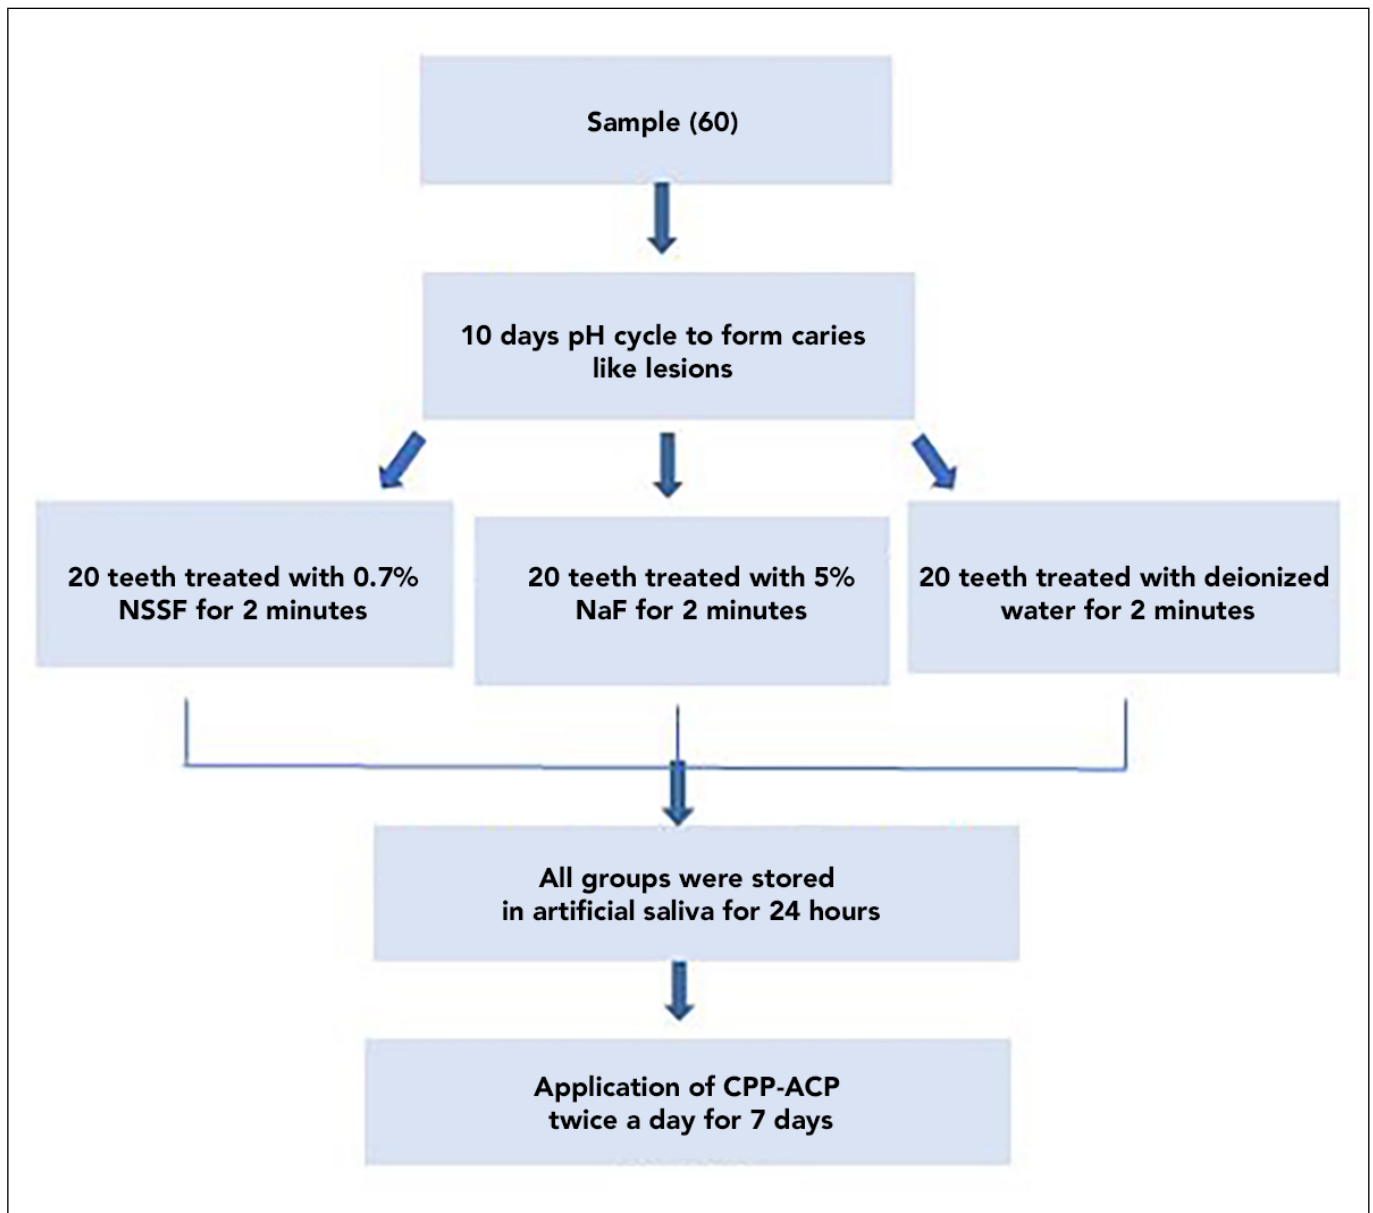 Sample (60)
10 days pH cycle to form caries
like lesions
20 teeth treated with 0.7%
NSSF for 2 minutes
20 teeth treated with 5%
NaF for 2 minutes
20 teeth treated with deionized
water for 2 minutes
All groups were stored
in artificial saliva for 24 hours
Application of CPP-ACP
twice a day for 7 days